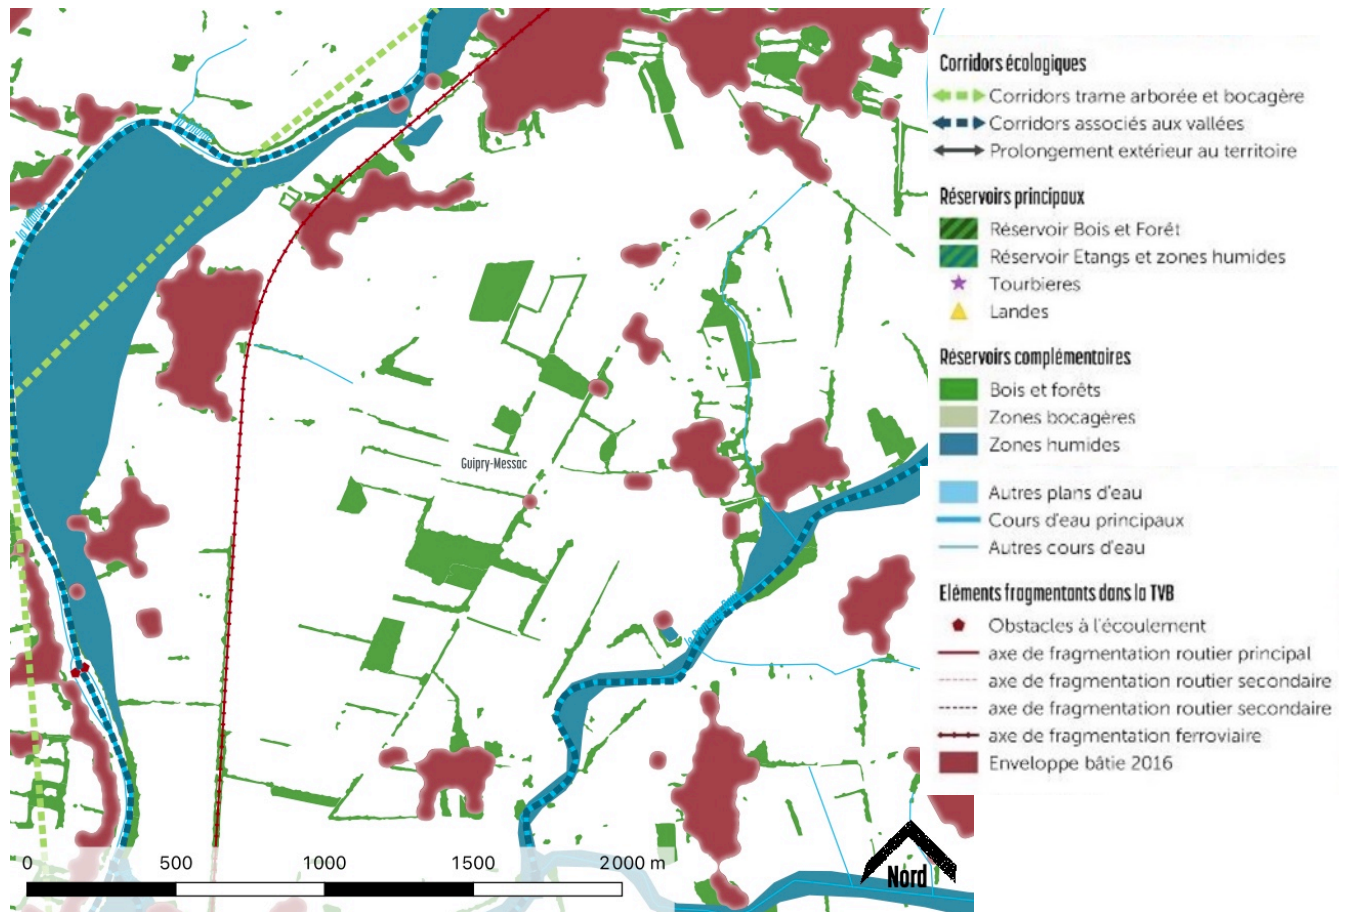 Corridors écologiques
Corridors trame arborée et bocagère
Corridors associés aux vallées
Prolongement extérieur au territoire
Réservoirs principaux
Réservoir Bois et Forêt
Réservoir Etangs et zones humides
Tourbieres
Landes
Réservoirs complémentaires
Bois et forêts
Zones bocagères
Zones humides
Autres plans d'eau
Cours d'eau principaux
Autres cours d'eau
Eléments fragmentants dans la TVB
Obstacles à l'écoulement
axe de fragmentation routier principal
axe de fragmentation routier secondaire
axe de fragmentation routier secondaire
axe de fragmentation ferroviaire
Enveloppe bâtie 2016
la Vilaine
Guipry-Messac
0 500 1000 1500 2000 m
Nord